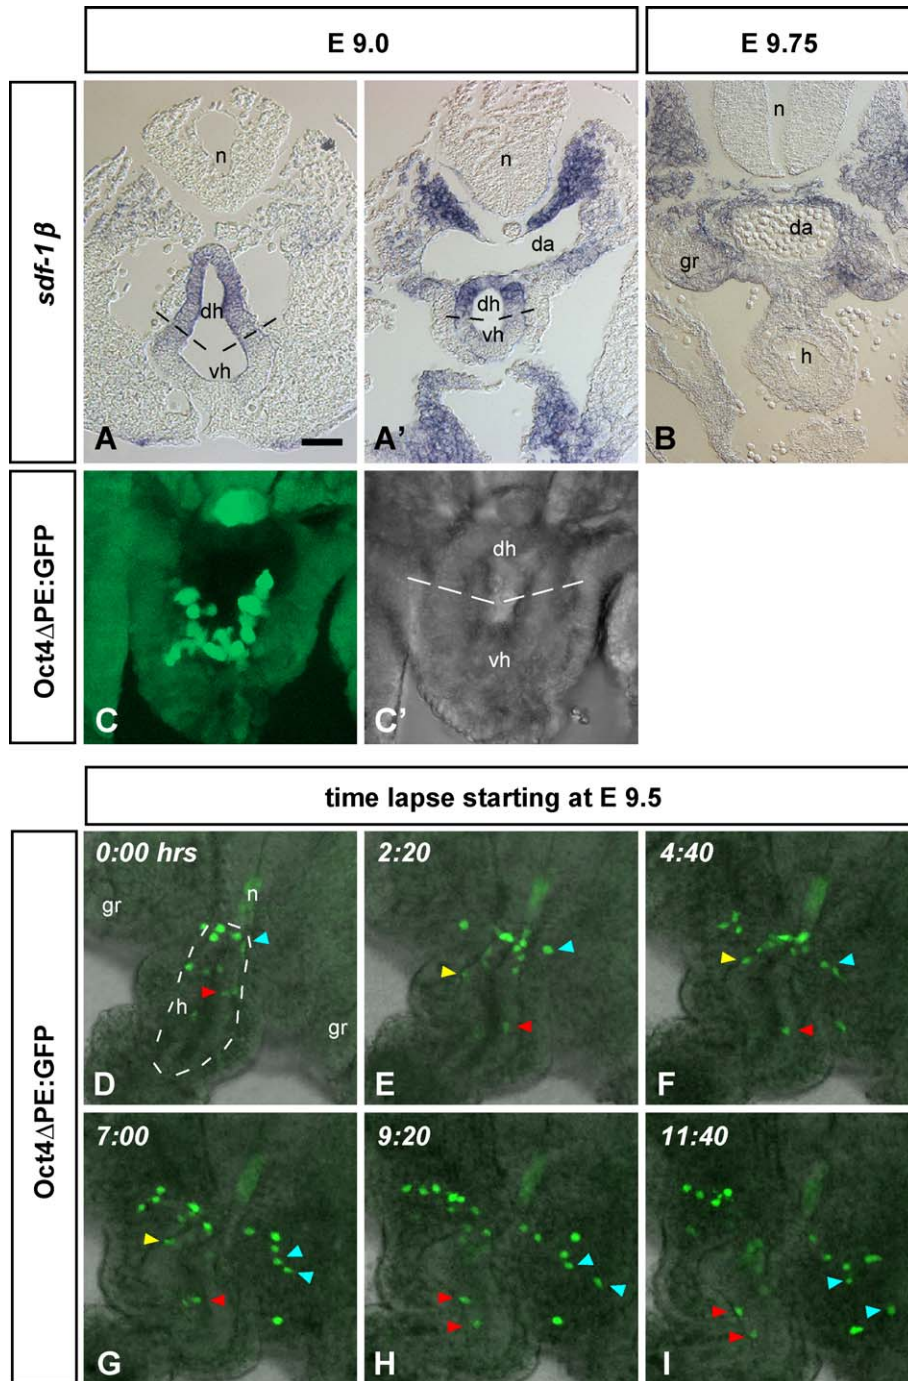 E 9.0
E 9.75
sdf-1 β
n
dh
vh
A
n
da
dh
vh
A'
n
da
gr
h
B
Oct4ΔPE:GFP
C
dh
vh
C'
time lapse starting at E 9.5
Oct4ΔPE:GFP
0:00 hrs
n
gr
h
gr
D
2:20
E
4:40
F
7:00
G
9:20
H
11:40
I